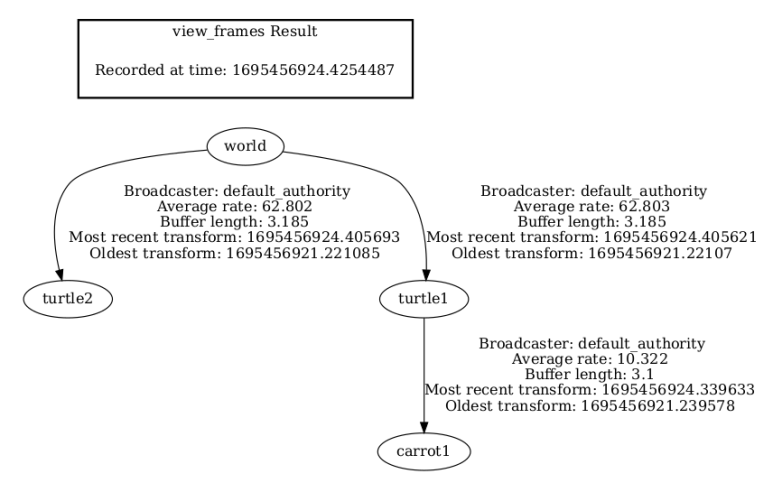 view_frames Result
Recorded at time: 1695456924.4254487
world
Broadcaster: default_authority
Average rate: 62.802
Buffer length: 3.185
Most recent transform: 1695456924.405693
Oldest transform: 1695456921.221085
Broadcaster: default_authority
Average rate: 62.803
Buffer length: 3.185
Most recent transform: 1695456924.405621
Oldest transform: 1695456921.22107
turtle2
turtle1
Broadcaster: default_authority
Average rate: 10.322
Buffer length: 3.1
Most recent transform: 1695456924.339633
Oldest transform: 1695456921.239578
carrot1